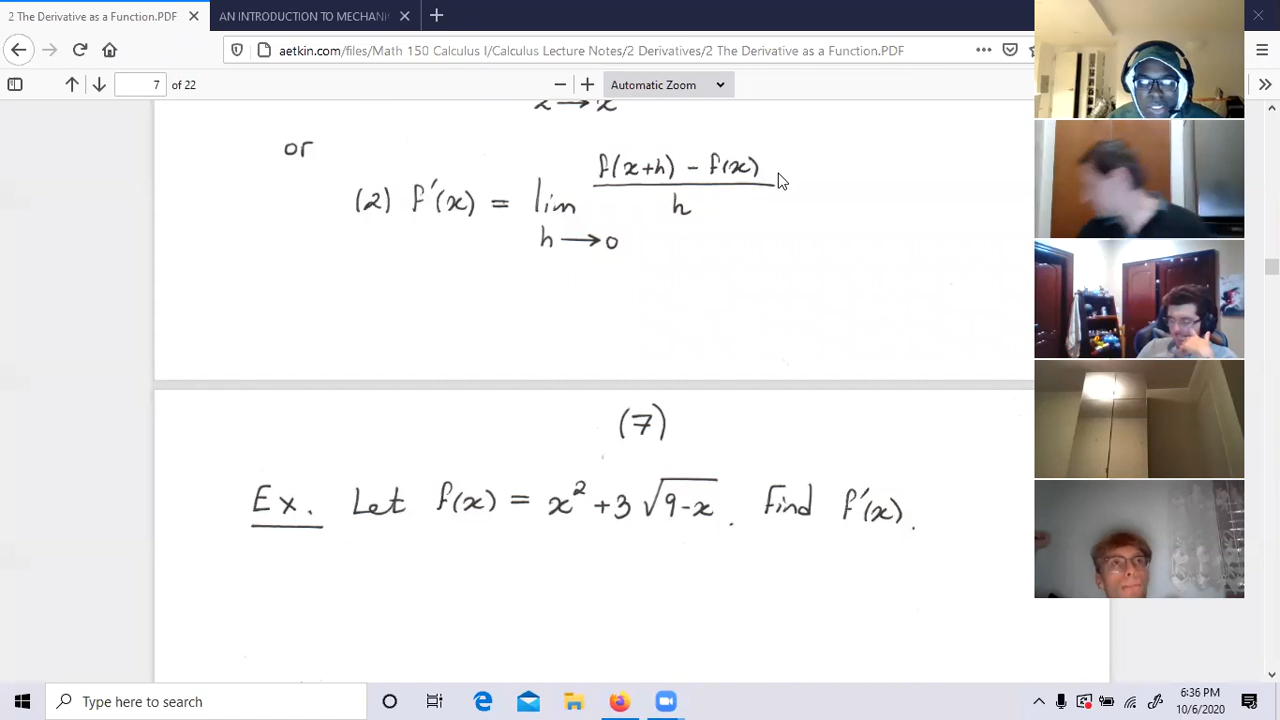 2 The Derivative as a Function.PDF
AN INTRODUCTION TO MECHANI
aetkin.com/files/Math 150 Calculus I/Calculus Lecture Notes/2 Derivatives/2 The Derivative as a Function.PDF
7 of 22
Automatic Zoom
z → x
or
(2) f'(x) = lim f(x+h) - f(x)
h
h → 0
(7)
Ex. Let f(x) = x² + 3 √9-x . Find f'(x).
Type here to search
6:36 PM
10/6/2020